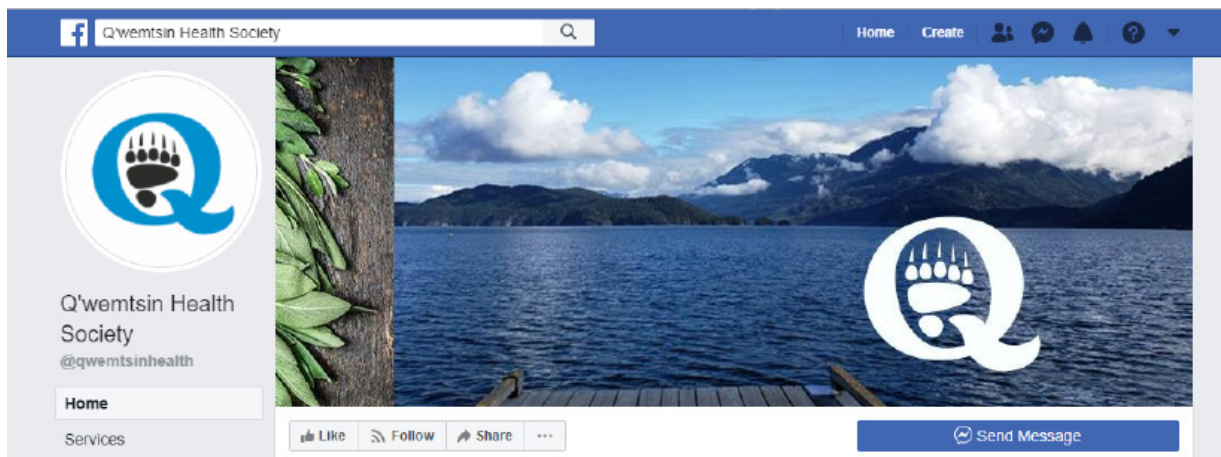 Q'wemtsin Health Society
Home Create
Q
Q'wemtsin Health
Society
@qwemtsinhealth
Home
Services
Q
Like Follow Share ...
Send Message